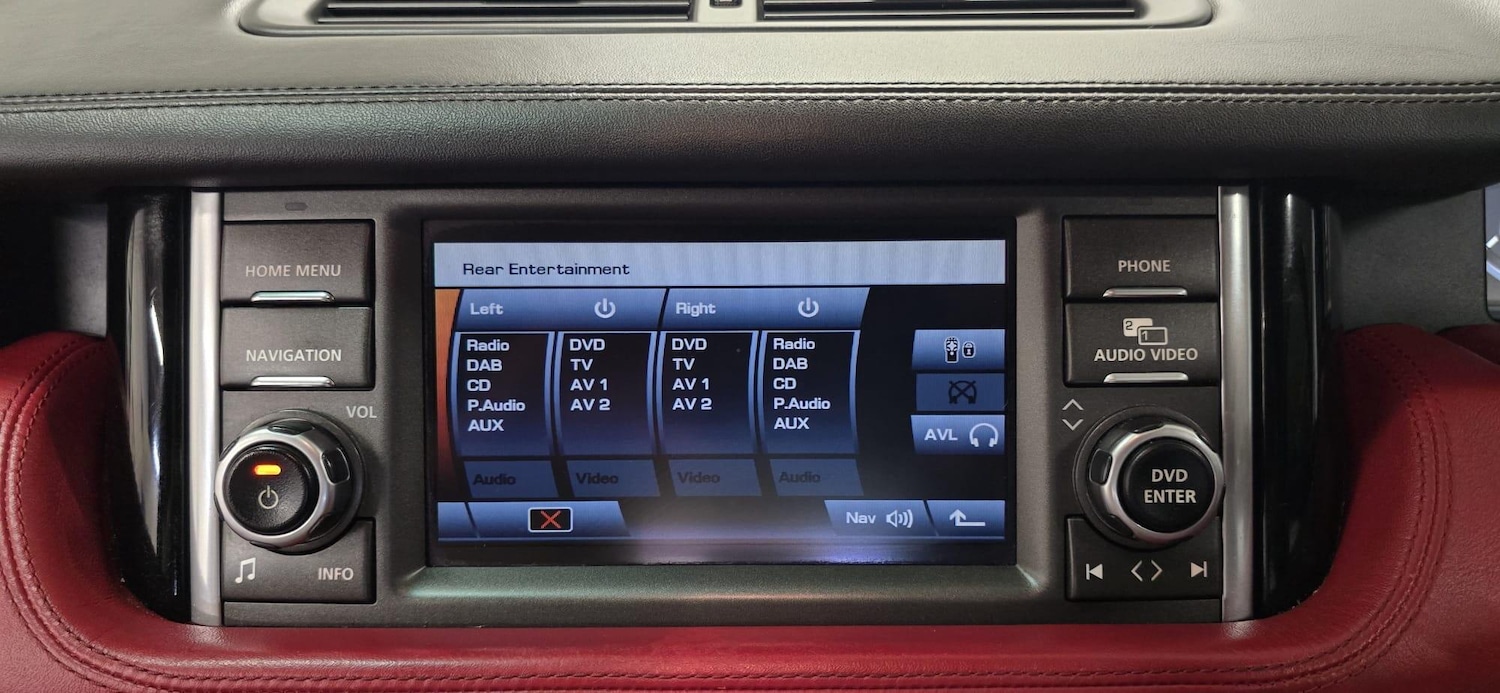 HOME MENU
NAVIGATION
VOL
INFO
Rear Entertainment
Left
Right
Radio
DAB
CD
P.Audio
AUX
DVD
TV
AV 1
AV 2
DVD
TV
AV 1
AV 2
Radio
DAB
CD
P.Audio
AUX
Audio
Video
Video
Audio
AVL
Nav
PHONE
2
1
AUDIO VIDEO
DVD
ENTER